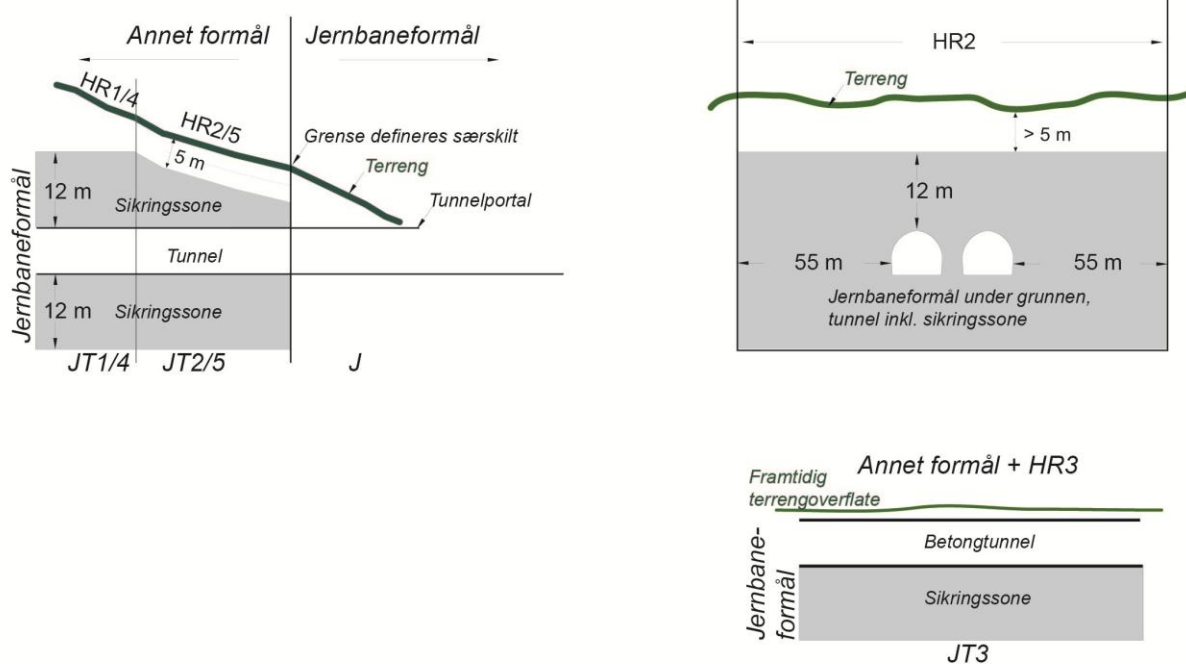 Annet formål
Jernbaneformål
HR1/4
HR2/5
5 m
Grense defineres særskilt
Terreng
Tunnelportal
12 m
Sikringssone
Tunnel
12 m
Sikringssone
Jernbaneformål
JT1/4
JT2/5
J
HR2
Terreng
> 5 m
12 m
55 m
55 m
Jernbaneformål under grunnen,
tunnel inkl. sikringssone
Annet formål + HR3
Framtidig
terrengoverflate
Betongtunnel
Jernbane-
formål
Sikringssone
JT3